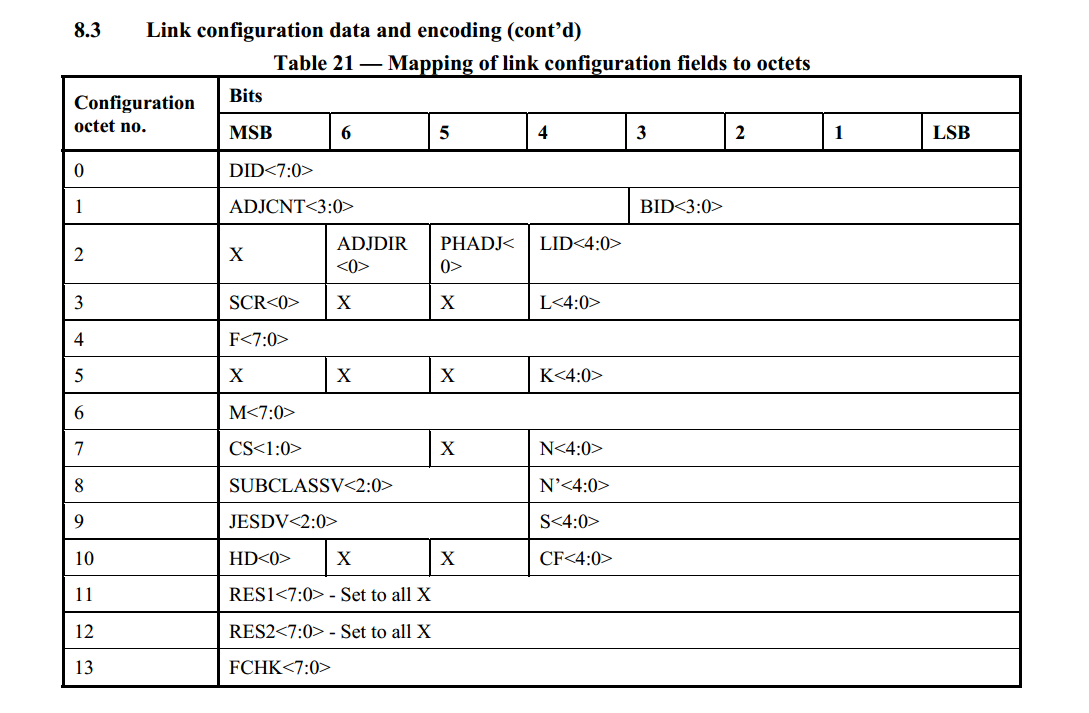 8.3 Link configuration data and encoding (cont’d)
Table 21 — Mapping of link configuration fields to octets
Configuration octet no. Bits
MSB 6 5 4 3 2 1 LSB
0 DID<7:0>
1 ADJCNT<3:0> BID<3:0>
2 X ADJDIR <0> PHADJ< 0> LID<4:0>
3 SCR<0> X X L<4:0>
4 F<7:0>
5 X X X K<4:0>
6 M<7:0>
7 CS<1:0> X N<4:0>
8 SUBCLASSV<2:0> N’<4:0>
9 JESDV<2:0> S<4:0>
10 HD<0> X X CF<4:0>
11 RES1<7:0> - Set to all X
12 RES2<7:0> - Set to all X
13 FCHK<7:0>